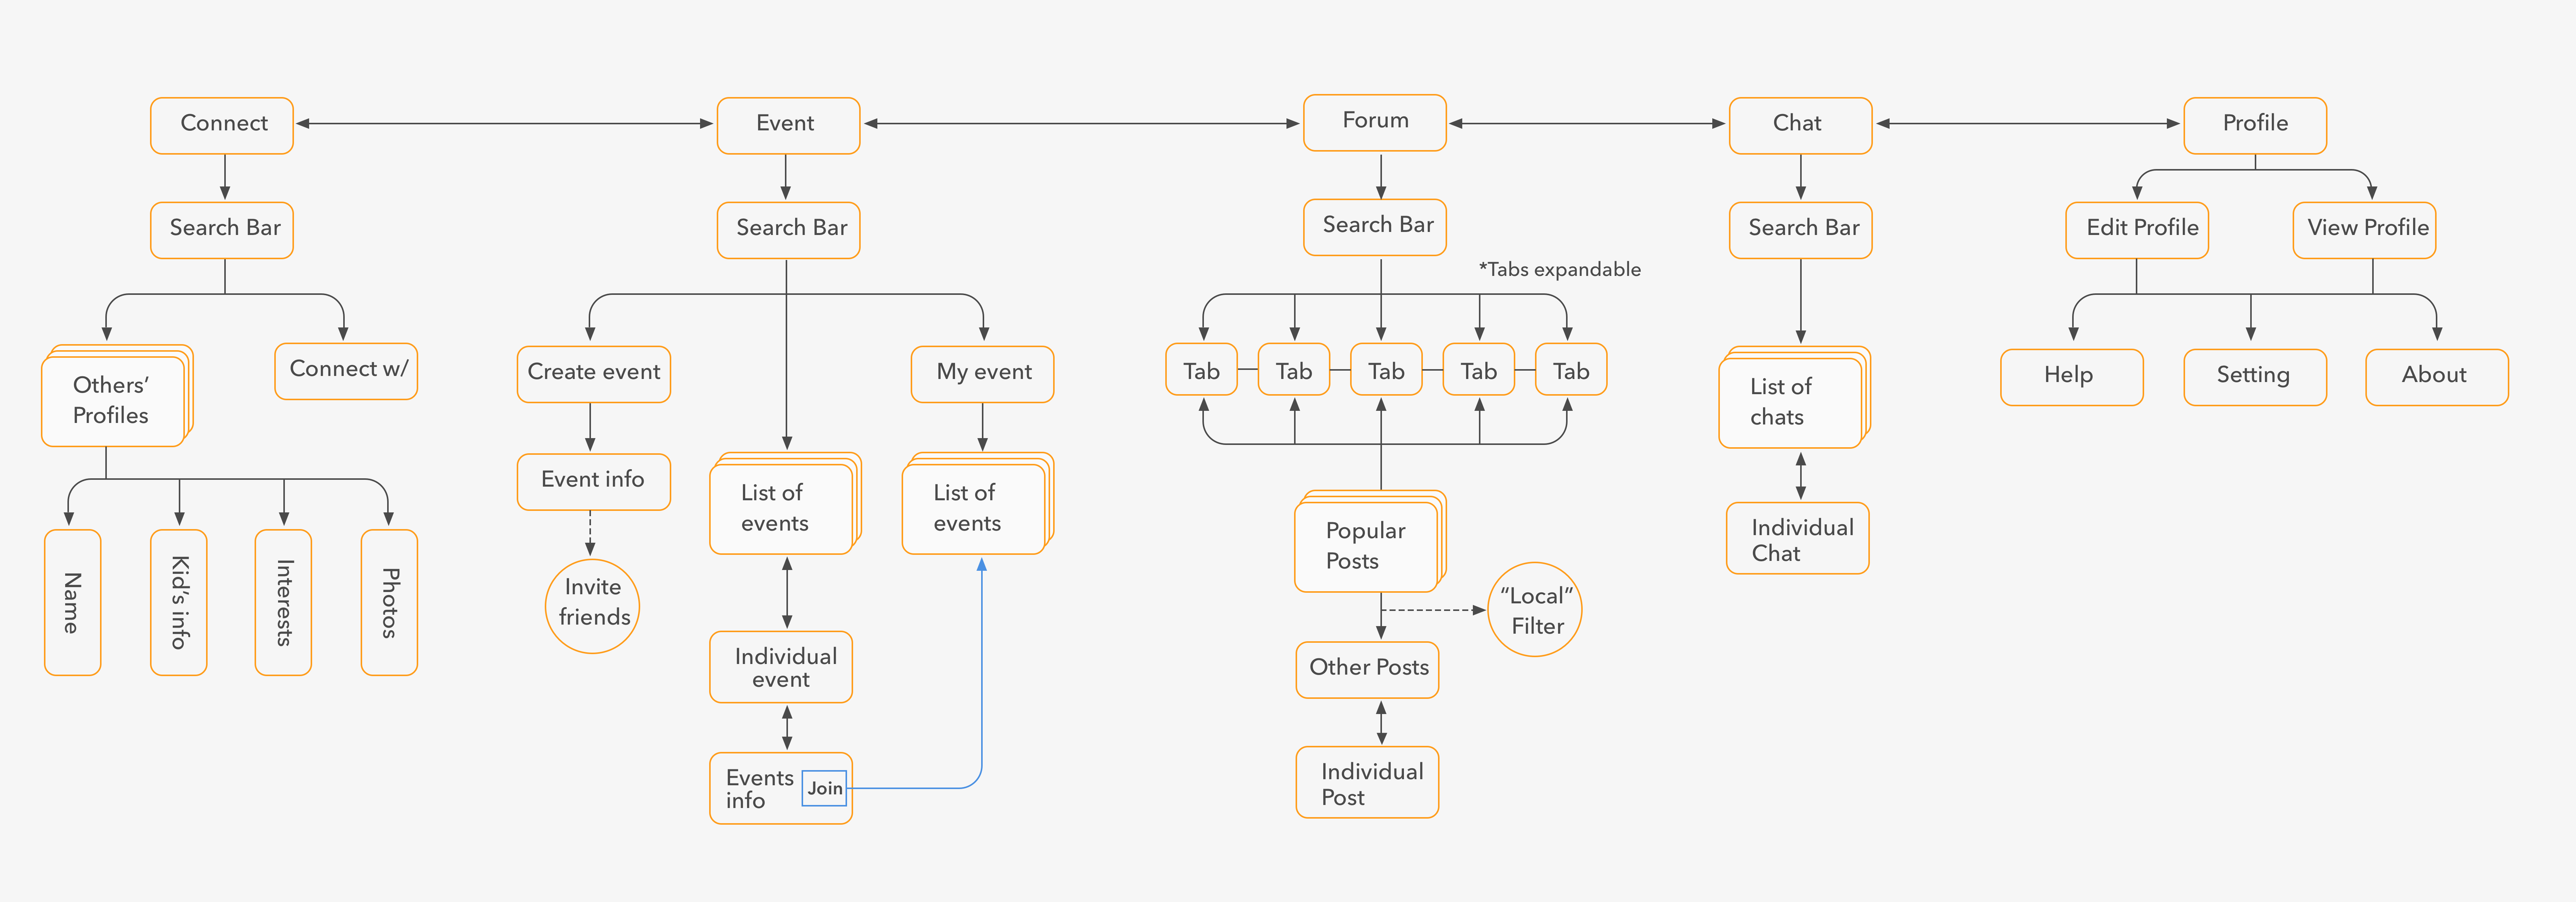 Connect
Event
Forum
Chat
Profile
Search Bar
Search Bar
Search Bar
Search Bar
Edit Profile
View Profile
*Tabs expandable
Others’
Profiles
Connect w/
Create event
My event
Tab
Tab
Tab
Tab
Tab
List of
chats
Help
Setting
About
Event info
List of
events
List of
events
Popular
Posts
Individual
Chat
Name
Kid’s info
Interests
Photos
Invite
friends
“Local”
Filter
Individual
event
Other Posts
Events
info
Join
Individual
Post